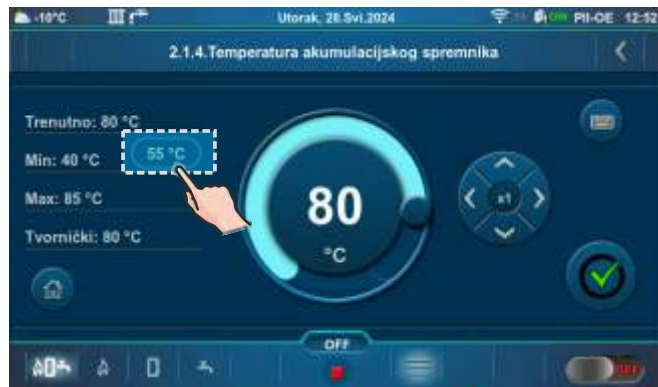 -10°C Utorak, 28.Svi.2024 PII-OE 12:52
2.1.4.Temperatura akumulacijskog spremnika
Trenutno: 80 °C
Min: 40 °C
55 °C
Max: 85 °C
Tvornički: 80 °C
80
°C
x1
OFF
OFF